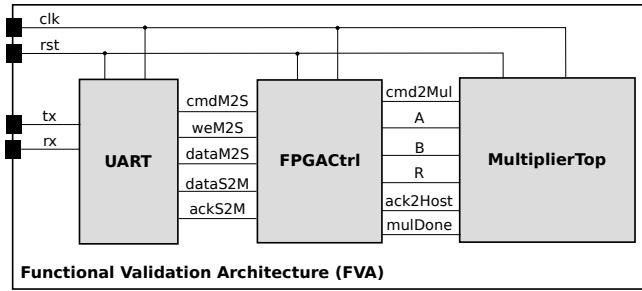 clk
rst
tx
rx
UART
cmdM2S
weM2S
dataM2S
dataS2M
ackS2M
FPGACtrl
cmd2Mul
A
B
R
ack2Host
mulDone
MultiplierTop
Functional Validation Architecture (FVA)